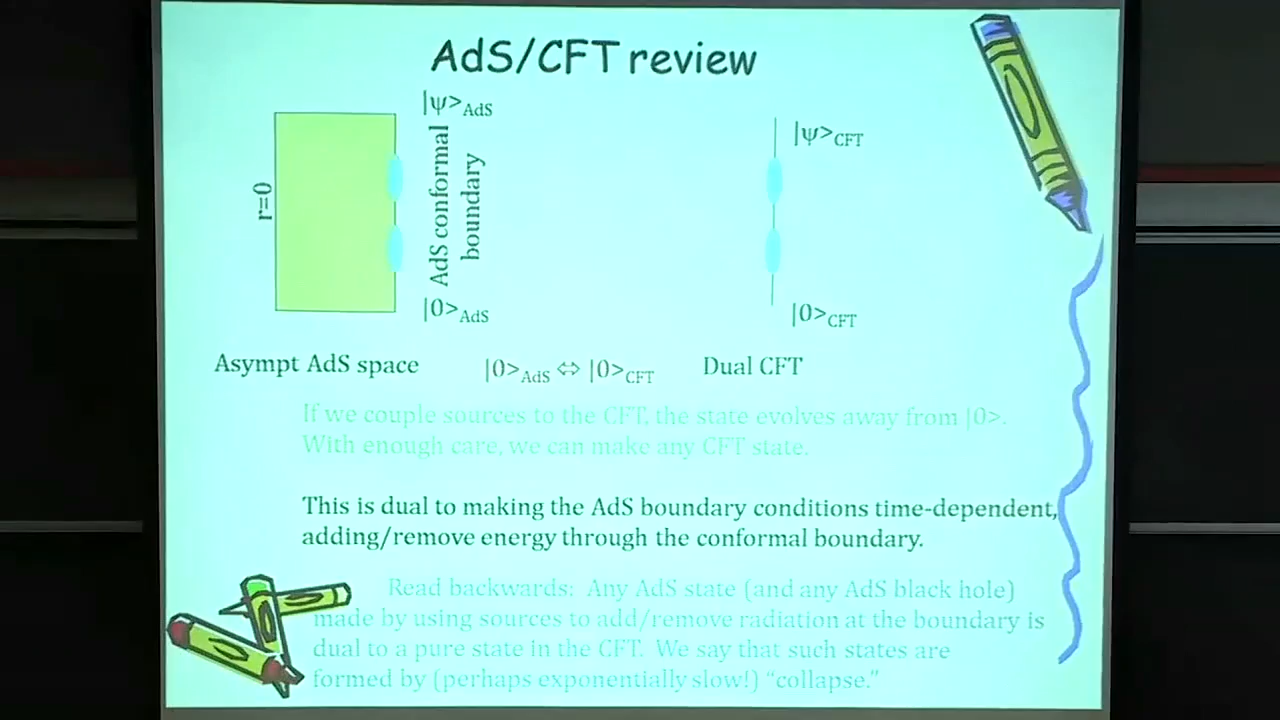 AdS/CFT review
|ψ>AdS
r=0
AdS conformal
boundary
|0>AdS
|ψ>CFT
|0>CFT
Asympt AdS space
|0>AdS ⇔ |0>CFT
Dual CFT
If we couple sources to the CFT, the state evolves away from |0>.
With enough care, we can make any CFT state.
This is dual to making the AdS boundary conditions time-dependent,
adding/remove energy through the conformal boundary.
Read backwards: Any AdS state (and any AdS black hole)
made by using sources to add/remove radiation at the boundary is
dual to a pure state in the CFT. We say that such states are
formed by (perhaps exponentially slow!) “collapse.”